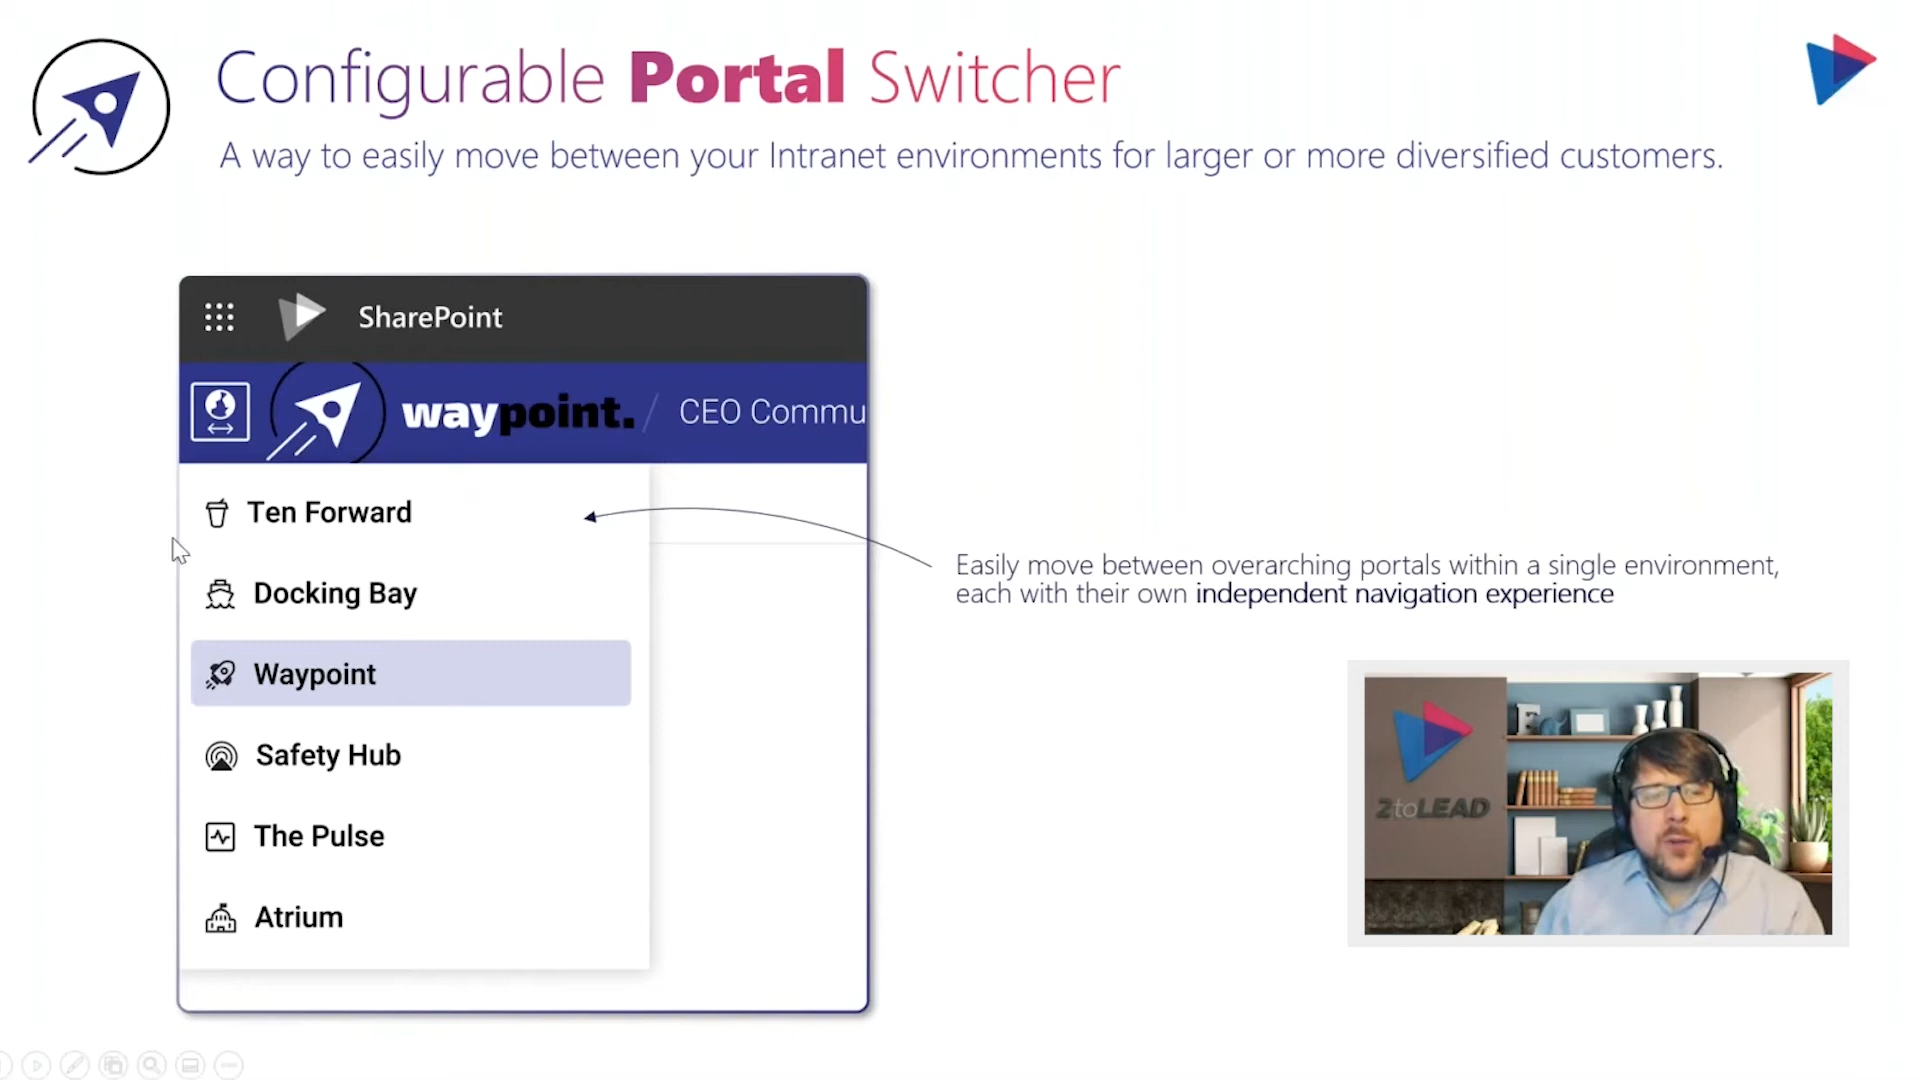 Configurable Portal Switcher
A way to easily move between your Intranet environments for larger or more diversified customers.
SharePoint
waypoint. / CEO Commu
Ten Forward
Docking Bay
Waypoint
Safety Hub
The Pulse
Atrium
Easily move between overarching portals within a single environment,
each with their own independent navigation experience
2toLEAD